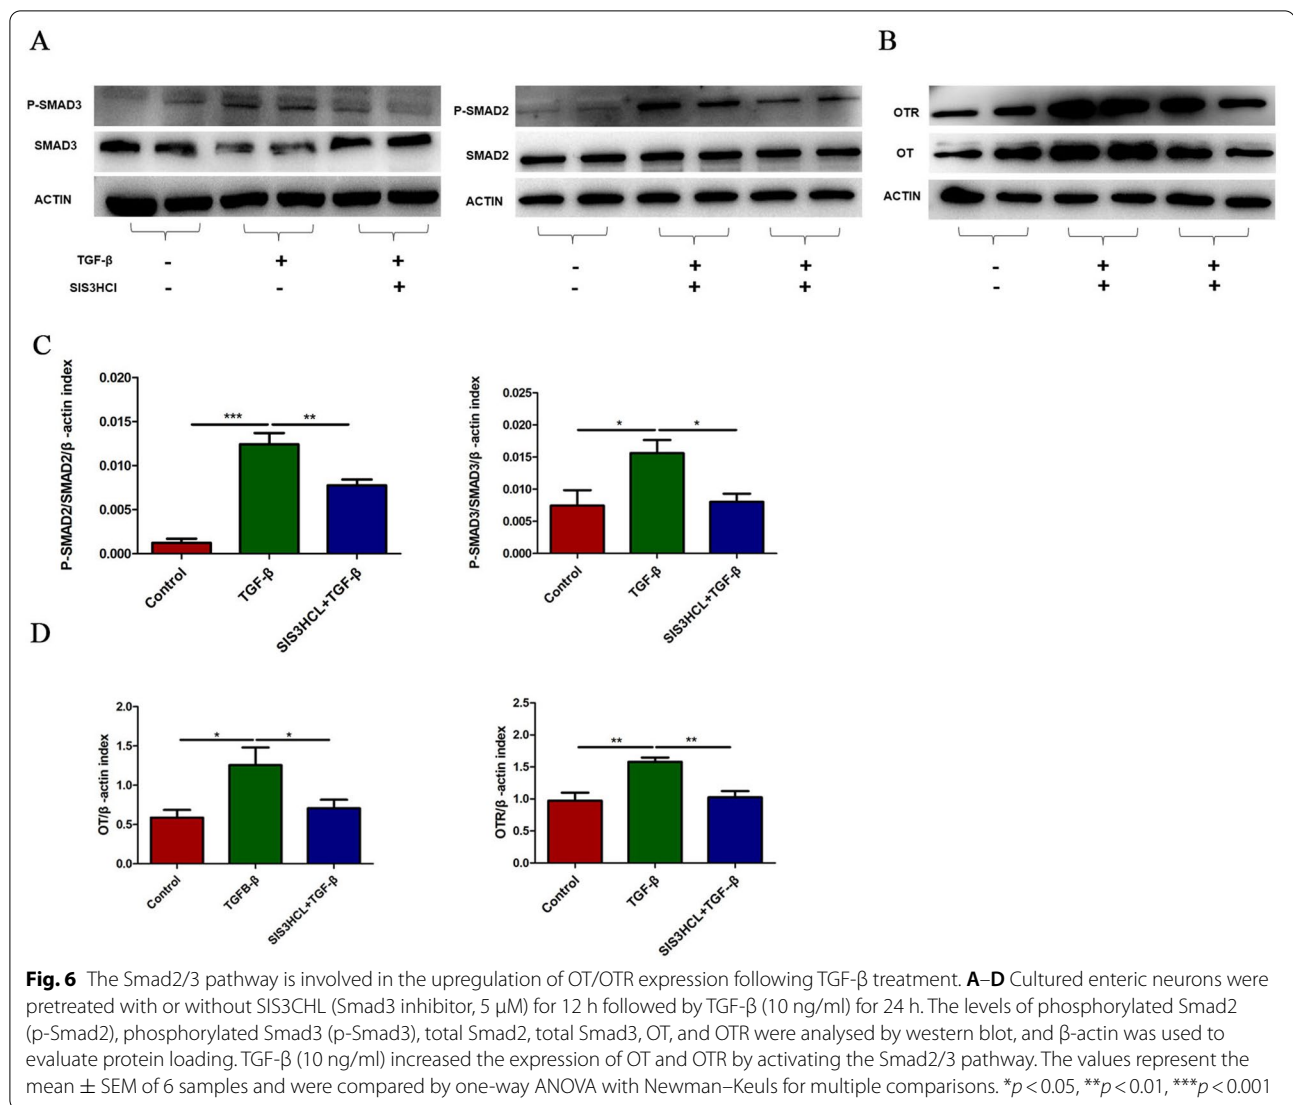 A
B
P-SMAD3
SMAD3
ACTIN
TGF-β - + +
SIS3HCl - - +
P-SMAD2
SMAD2
ACTIN
- + +
- + +
OTR
OT
ACTIN
- + +
- + +
C
P-SMAD2/SMAD2/β -actin index
0.020
0.015
0.010
0.005
0.000
*** **
Control TGF-β SIS3HCL+TGF-β
P-SMAD3/SMAD3/β -actin index
0.025
0.020
0.015
0.010
0.005
0.000
* *
Control TGF-β SIS3HCL+TGF-β
D
OT/β -actin index
2.0
1.5
1.0
0.5
0.0
* *
Control TGFB-β SIS3HCL+TGF-β
OTR/β -actin index
2.5
2.0
1.5
1.0
0.5
0.0
** **
Control TGF-β SIS3HCL+TGF--β
Fig. 6 The Smad2/3 pathway is involved in the upregulation of OT/OTR expression following TGF-β treatment. A–D Cultured enteric neurons were
pretreated with or without SIS3CHL (Smad3 inhibitor, 5 μM) for 12 h followed by TGF-β (10 ng/ml) for 24 h. The levels of phosphorylated Smad2
(p-Smad2), phosphorylated Smad3 (p-Smad3), total Smad2, total Smad3, OT, and OTR were analysed by western blot, and β-actin was used to
evaluate protein loading. TGF-β (10 ng/ml) increased the expression of OT and OTR by activating the Smad2/3 pathway. The values represent the
mean ± SEM of 6 samples and were compared by one-way ANOVA with Newman–Keuls for multiple comparisons. *p < 0.05, **p < 0.01, ***p < 0.001